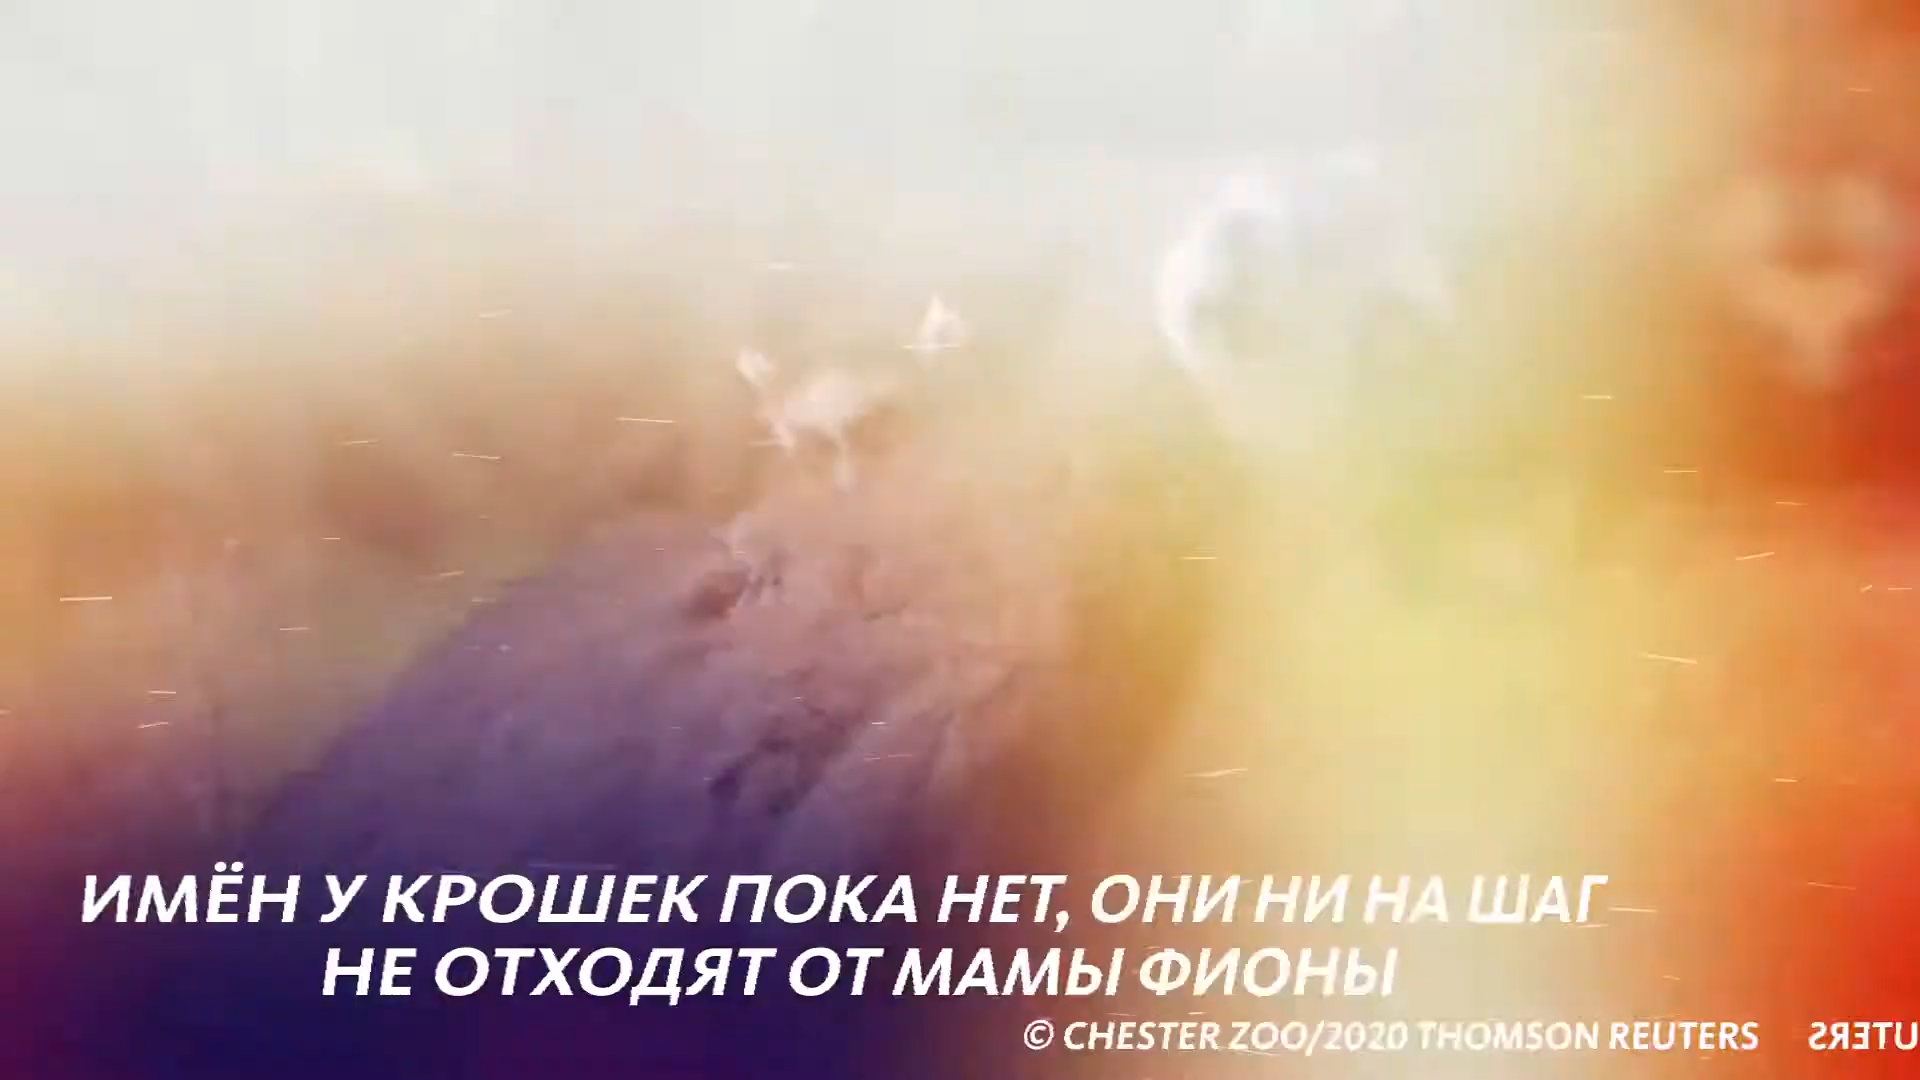 ИМЁН У КРОШЕК ПОКА НЕТ, ОНИ НИ НА ШАГ
НЕ ОТХОДЯТ ОТ МАМЫ ФИОНЫ
© CHESTER ZOO/2020 THOMSON REUTERS